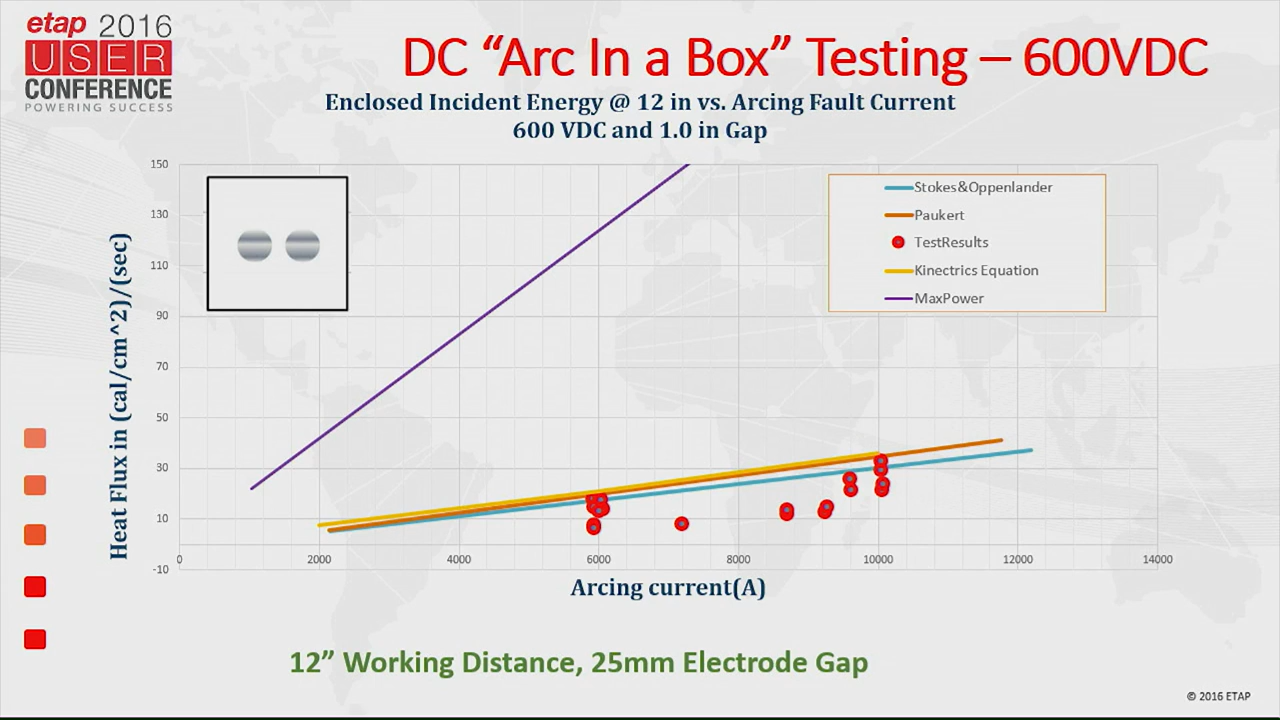 etap 2016
USER
CONFERENCE
POWERING SUCCESS
DC “Arc In a Box” Testing – 600VDC
Enclosed Incident Energy @ 12 in vs. Arcing Fault Current
600 VDC and 1.0 in Gap
Heat Flux in (cal/cm^2)/(sec)
150
130
110
90
70
50
30
10
-10
Stokes&Oppenlander
Paukert
TestResults
Kinectrics Equation
MaxPower
0 2000 4000 6000 8000 10000 12000 14000
Arcing current(A)
12” Working Distance, 25mm Electrode Gap
© 2016 ETAP